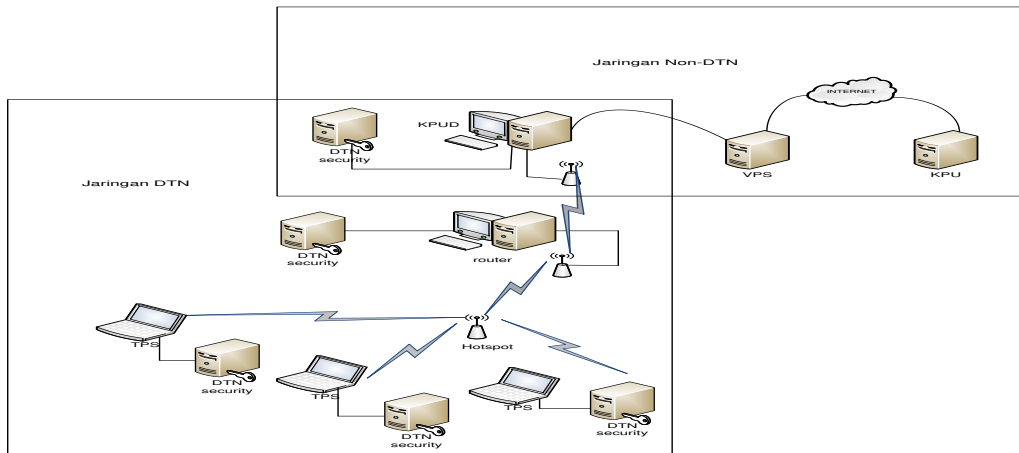 Jaringan Non-DTN
INTERNET
KPUD
DTN
security
VPS
KPU
Jaringan DTN
DTN
security
router
TPS
Hotspot
DTN
security
TPS
TPS
DTN
security
DTN
security